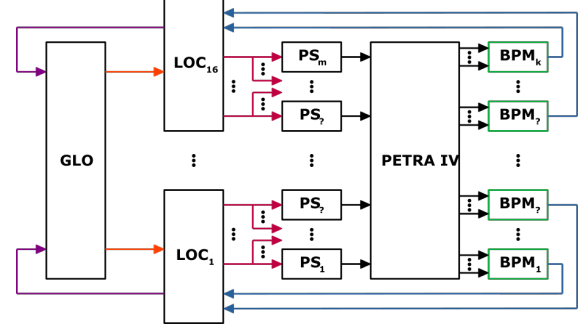 LOC16 PSm BPMk
PS? BPM?
GLO PETRA IV
PS? BPM?
LOC1 PS1 BPM1